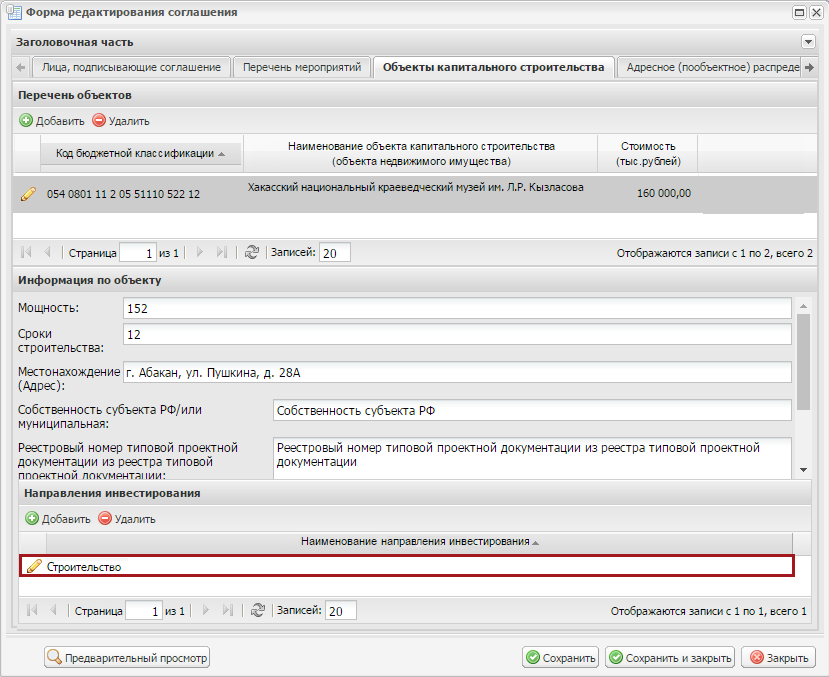 Форма редактирования соглашения
Заголовочная часть
Лица, подписывающие соглашение
Перечень мероприятий
Объекты капитального строительства
Адресное (пообъектное) распреде
Перечень объектов
Добавить Удалить
Код бюджетной классификации
Наименование объекта капитального строительства
(объекта недвижимого имущества)
Стоимость
(тыс.рублей)
054 0801 11 2 05 51110 522 12
Хакасский национальный краеведческий музей им. Л.Р. Кызласова
160 000,00
Страница 1 из 1 Записей: 20 Отображаются записи с 1 по 2, всего 2
Информация по объекту
Мощность: 152
Сроки
строительства:
12
Местонахождение
(Адрес):
г. Абакан, ул. Пушкина, д. 28А
Собственность субъекта РФ/или
муниципальная:
Собственность субъекта РФ
Реестровый номер типовой проектной
документации из реестра типовой
проектной документации:
Реестровый номер типовой проектной документации из реестра типовой проектной
документации
Направления инвестирования
Добавить Удалить
Наименование направления инвестирования
Строительство
Страница 1 из 1 Записей: 20 Отображаются записи с 1 по 1, всего 1
Предварительный просмотр Сохранить Сохранить и закрыть Закрыть